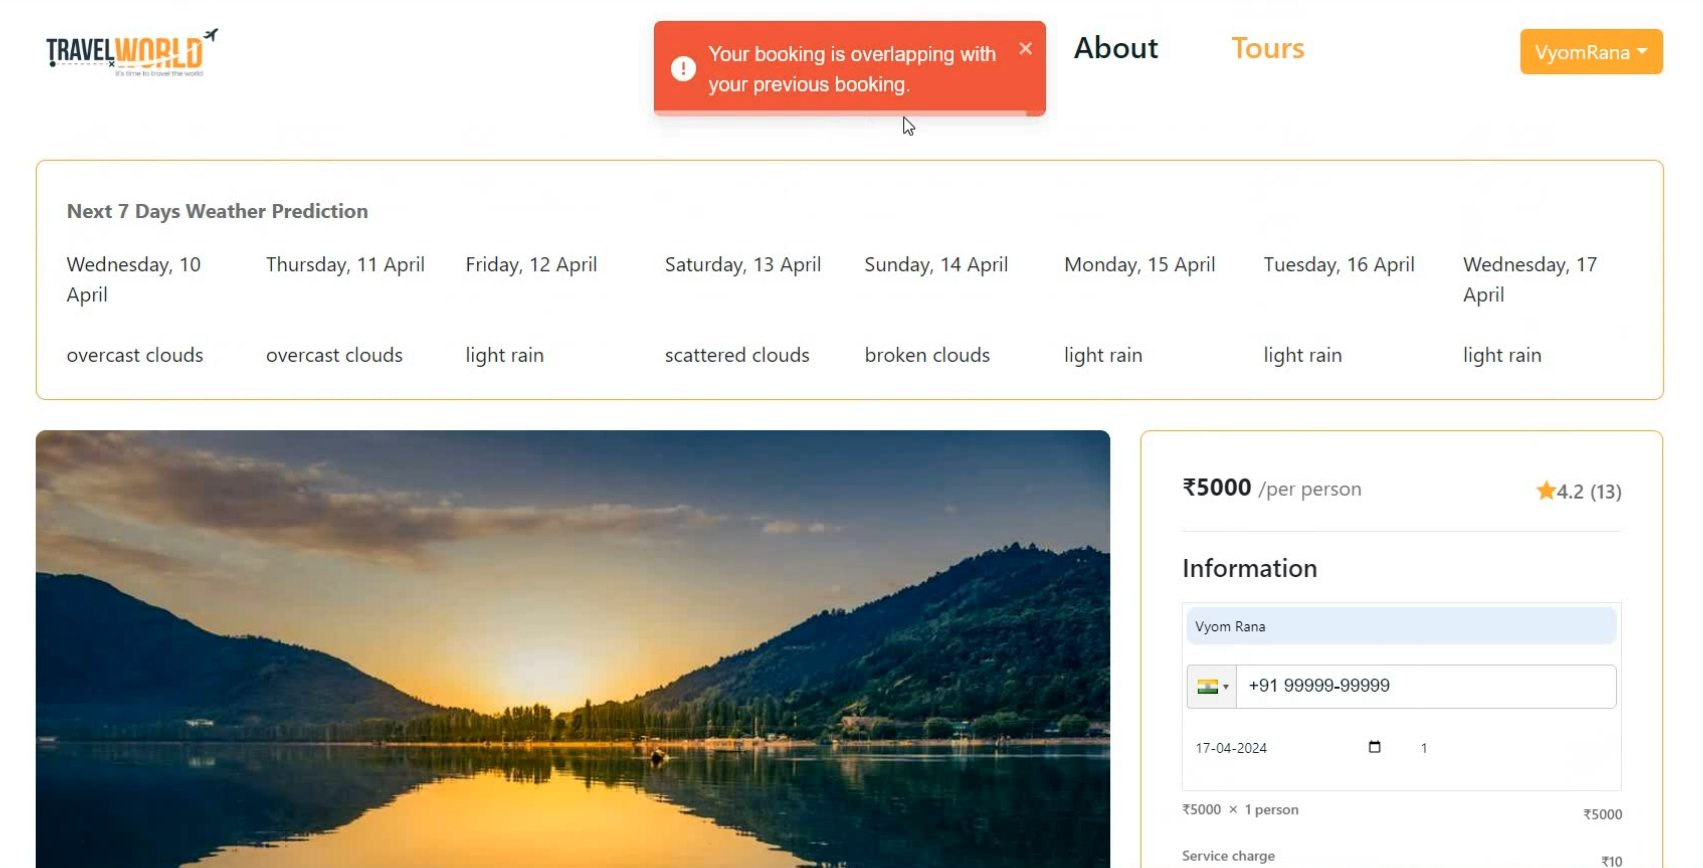 TRAVELWORLD
It's time to travel the world
Your booking is overlapping with
your previous booking.
About
Tours
VyomRana
Next 7 Days Weather Prediction
Wednesday, 10
April
Thursday, 11 April
Friday, 12 April
Saturday, 13 April
Sunday, 14 April
Monday, 15 April
Tuesday, 16 April
Wednesday, 17
April
overcast clouds
overcast clouds
light rain
scattered clouds
broken clouds
light rain
light rain
light rain
₹5000 /per person
4.2 (13)
Information
Vyom Rana
+91 99999-99999
17-04-2024
1
₹5000 × 1 person
₹5000
Service charge
₹10